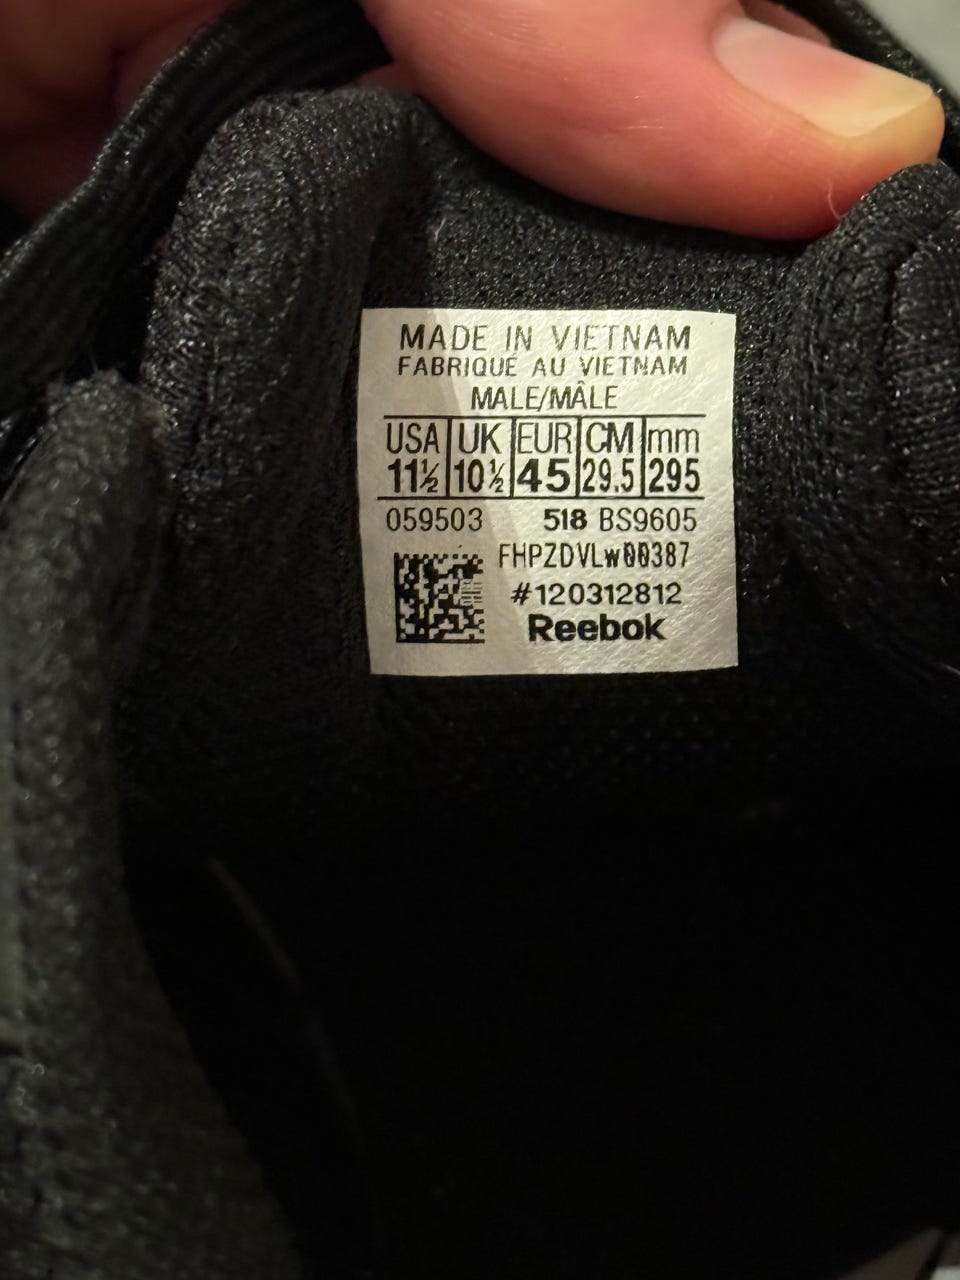 MADE IN VIETNAM
FABRIQUÉ AU VIETNAM
MALE/MÂLE
USA UK EUR CM mm
11½ 10½ 45 29.5 295
059503 518 BS9605
FHPZDVLW00387
#120312812
Reebok